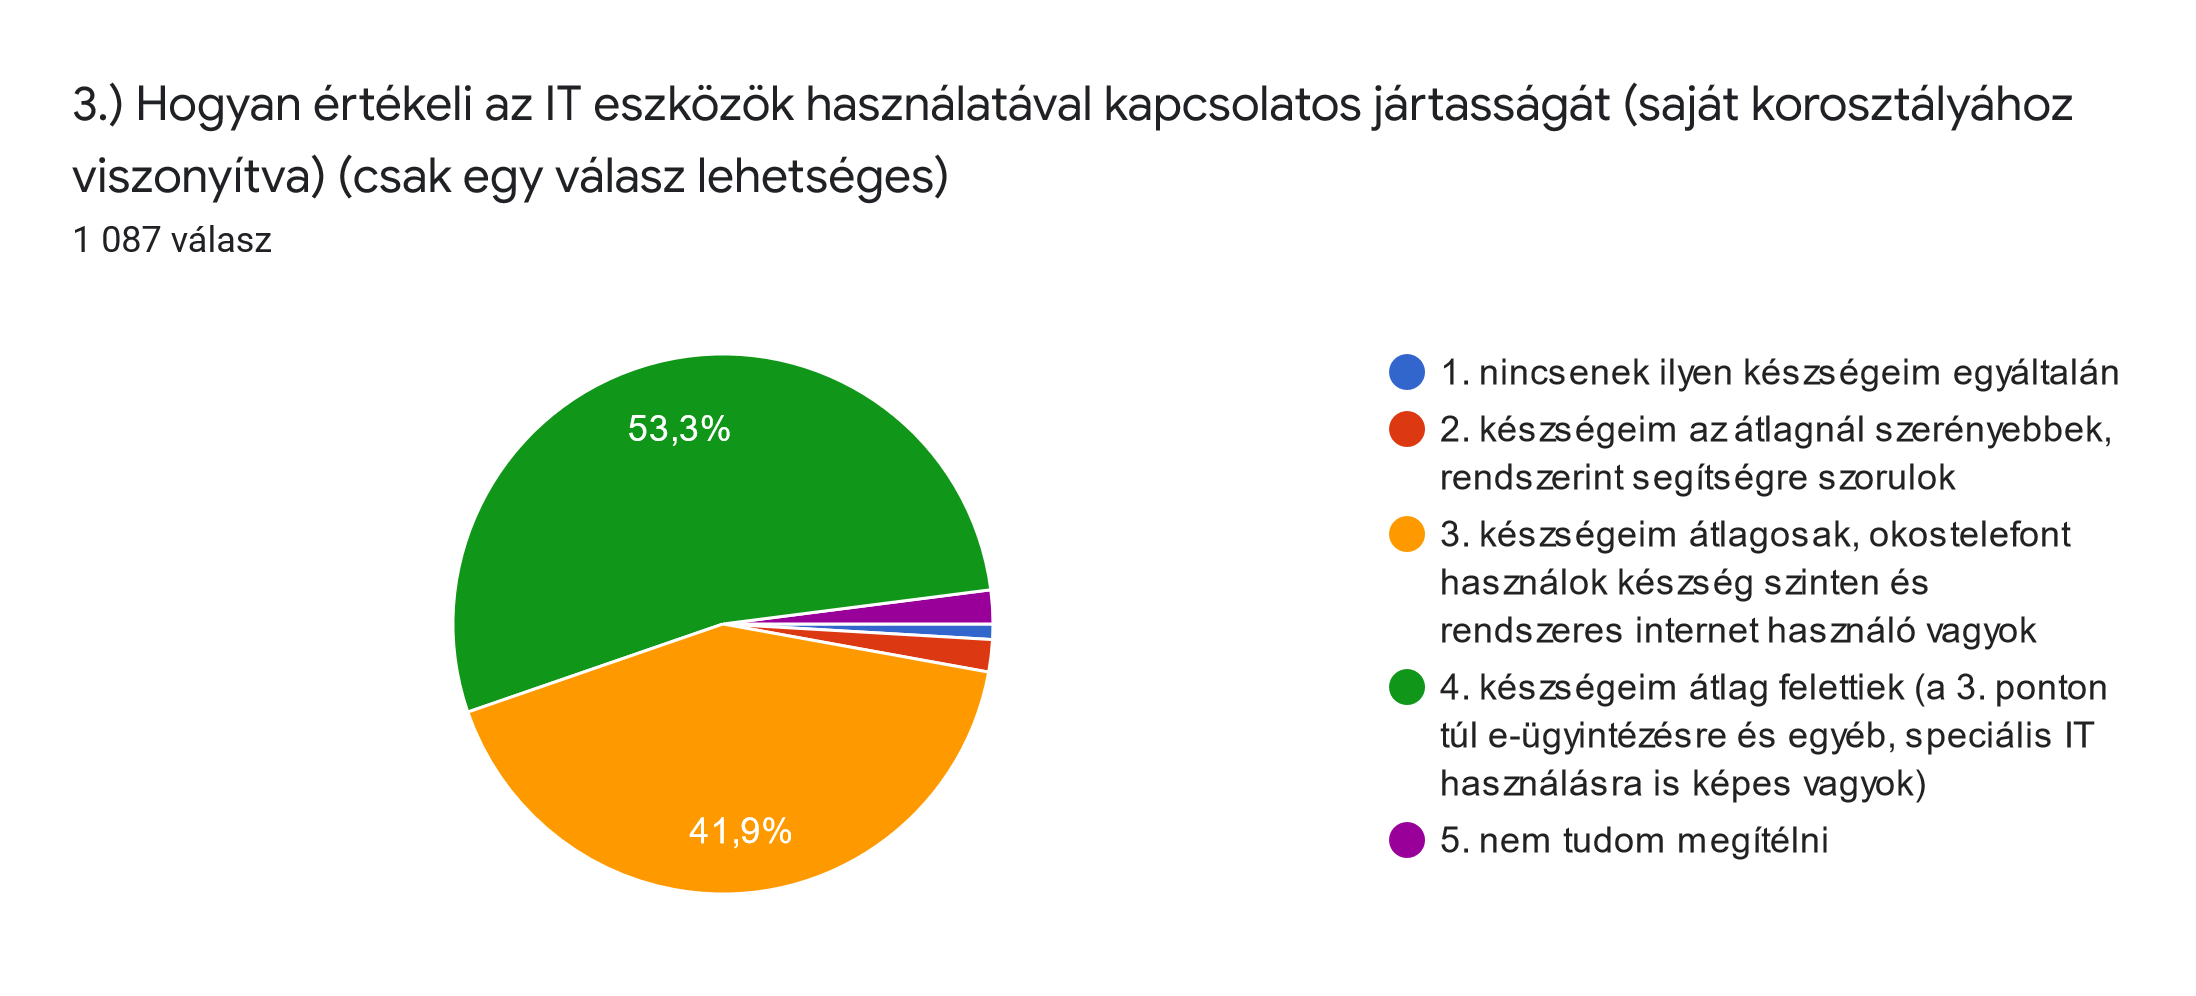 3.) Hogyan értékeli az IT eszközök használatával kapcsolatos jártasságát (saját korosztályához
viszonyítva) (csak egy válasz lehetséges)
1 087 válasz
53,3%
41,9%
1. nincsenek ilyen készségeim egyáltalán
2. készségeim az átlagnál szerényebbek,
rendszerint segítségre szorulok
3. készségeim átlagosak, okostelefont
használok készség szinten és
rendszeres internet használó vagyok
4. készségeim átlag felettiek (a 3. ponton
túl e-ügyintézésre és egyéb, speciális IT
használásra is képes vagyok)
5. nem tudom megítélni